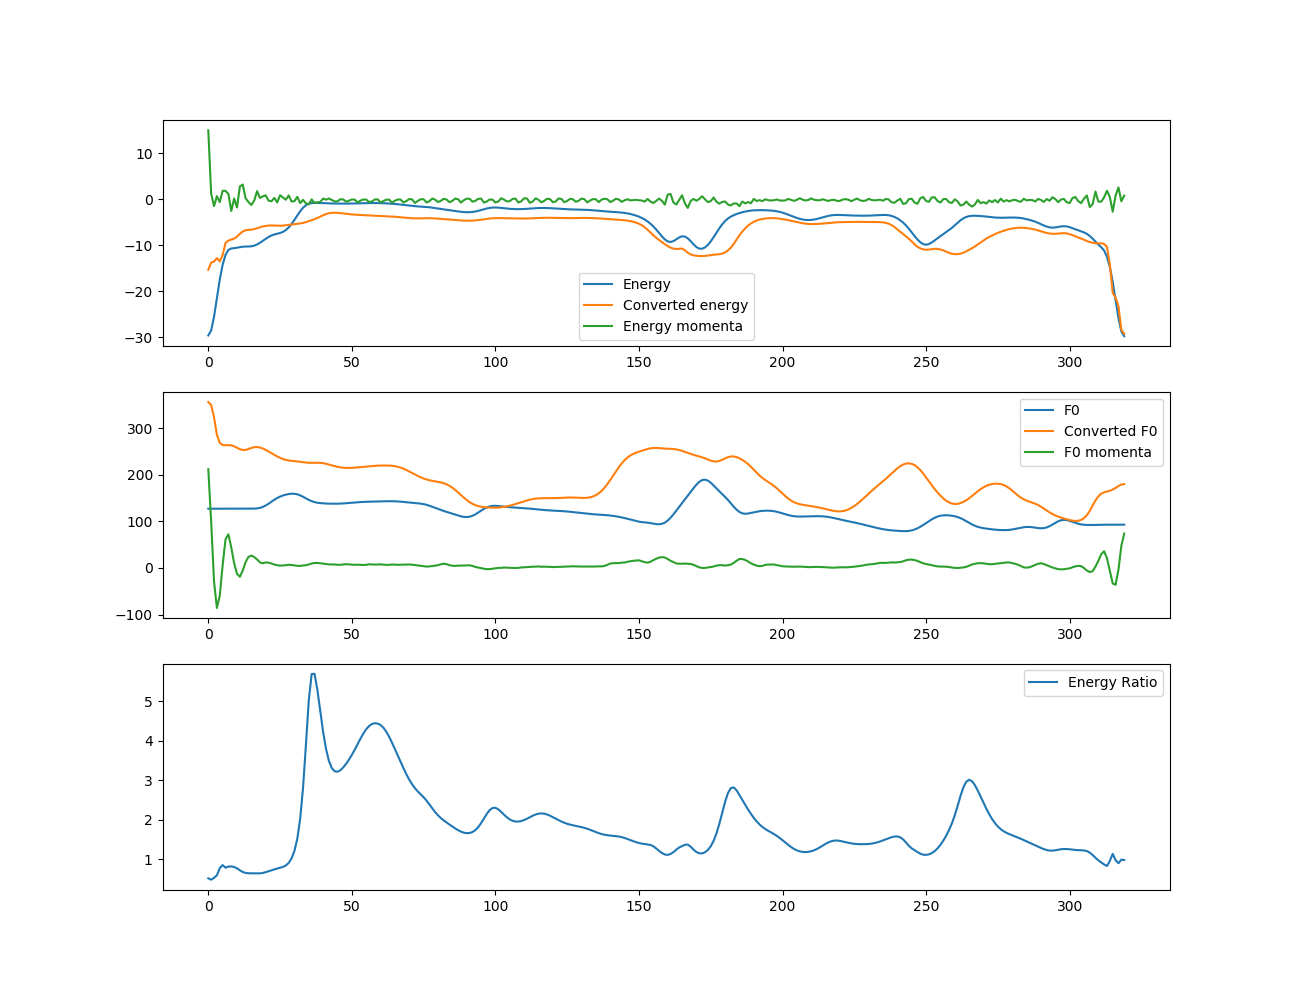 10
0
−10
−20
−30
Energy
Converted energy
Energy momenta
0 50 100 150 200 250 300
300
200
100
0
−100
F0
Converted F0
F0 momenta
0 50 100 150 200 250 300
5
4
3
2
1
Energy Ratio
0 50 100 150 200 250 300